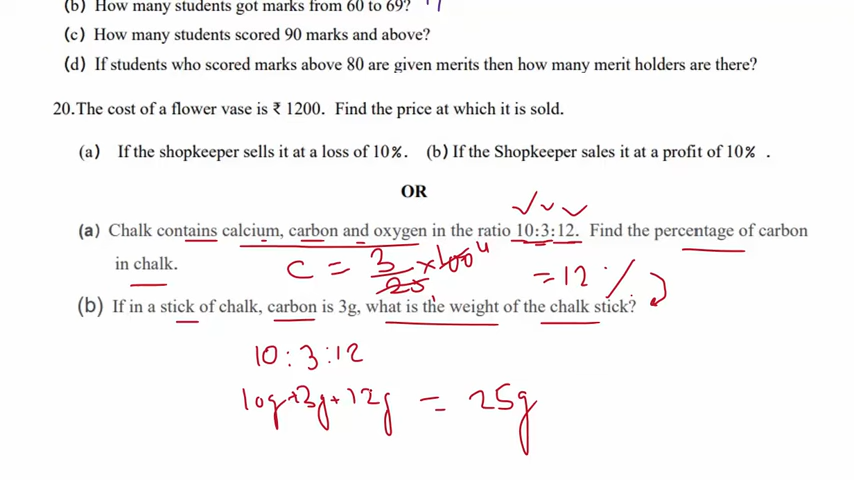 (b) How many students got marks from 60 to 69?
(c) How many students scored 90 marks and above?
(d) If students who scored marks above 80 are given merits then how many merit holders are there?
20.The cost of a flower vase is ₹ 1200. Find the price at which it is sold.
(a) If the shopkeeper sells it at a loss of 10%. (b) If the Shopkeeper sales it at a profit of 10% .
OR
(a) Chalk contains calcium, carbon and oxygen in the ratio 10:3:12. Find the percentage of carbon
in chalk.
C = 3/25 × 100 4 = 12 %
(b) If in a stick of chalk, carbon is 3g, what is the weight of the chalk stick?
10 : 3 : 12
10g+3g+12g = 25g